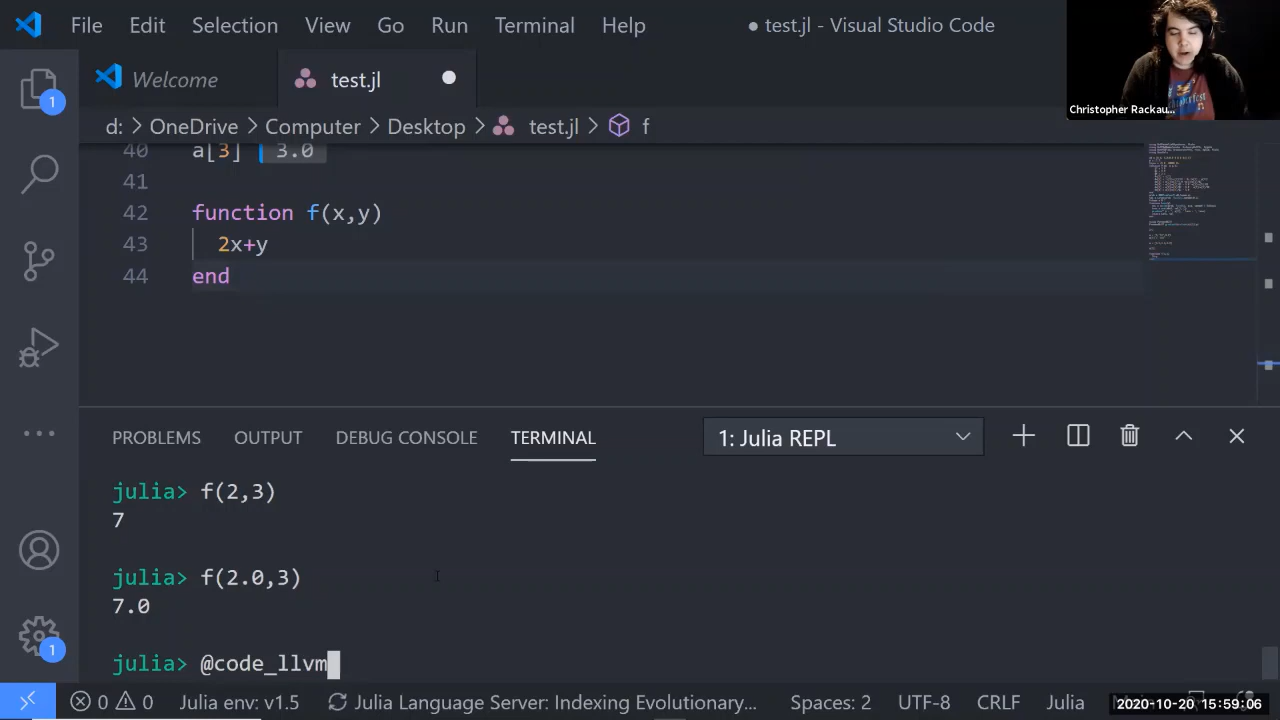 File Edit Selection View Go Run Terminal Help ● test.jl - Visual Studio Code
Welcome test.jl
Christopher Rackau...
1
d: > OneDrive > Computer > Desktop > test.jl > f
40 a[3] 3.0
41
42 function f(x,y)
43 2x+y
44 end
PROBLEMS OUTPUT DEBUG CONSOLE TERMINAL 1: Julia REPL
julia> f(2,3)
7
julia> f(2.0,3)
7.0
julia> @code_llvm
1
0 0 Julia env: v1.5 Julia Language Server: Indexing Evolutionary... Spaces: 2 UTF-8 CRLF Julia
2020-10-20 15:59:06